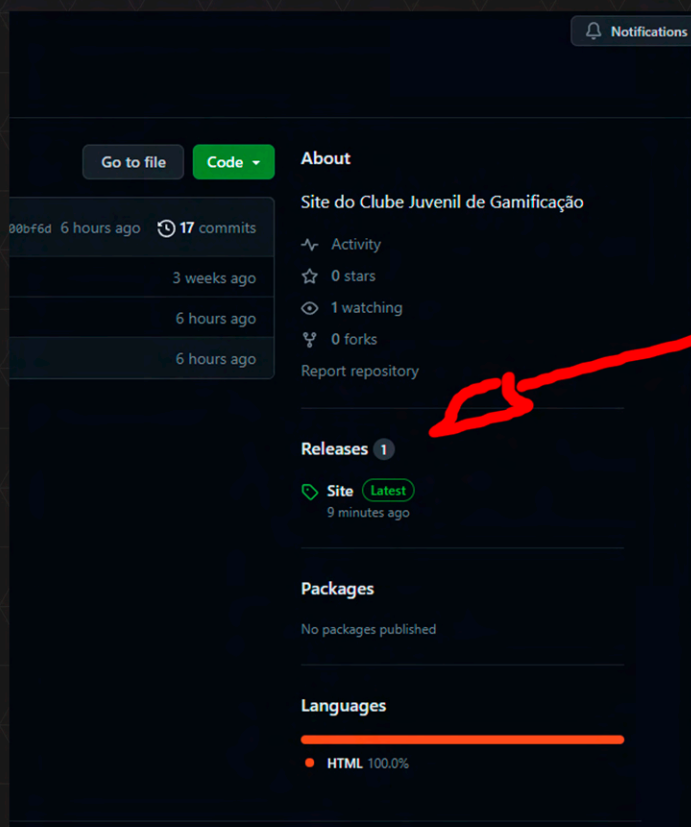 Notifications
Go to file
Code
About
Site do Clube Juvenil de Gamificação
00bf6d 6 hours ago 17 commits
Activity
3 weeks ago
0 stars
1 watching
6 hours ago
0 forks
6 hours ago
Report repository
Releases 1
Site Latest
9 minutes ago
Packages
No packages published
Languages
HTML 100.0%